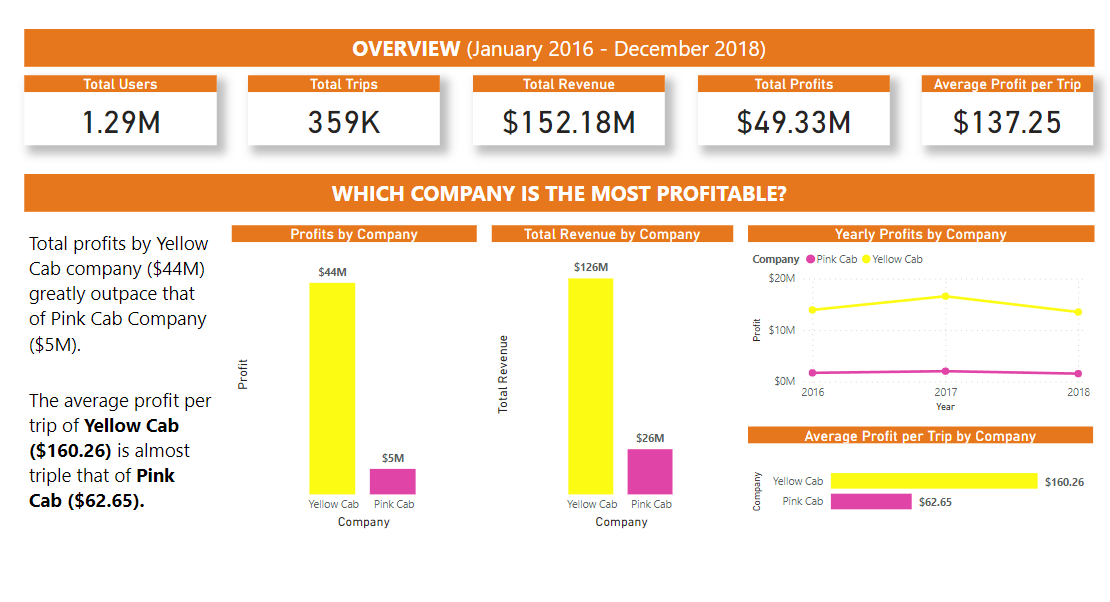 OVERVIEW (January 2016 - December 2018)
Total Users
1.29M
Total Trips
359K
Total Revenue
$152.18M
Total Profits
$49.33M
Average Profit per Trip
$137.25
WHICH COMPANY IS THE MOST PROFITABLE?
Total profits by Yellow
Cab company ($44M)
greatly outpace that
of Pink Cab Company
($5M).
The average profit per
trip of Yellow Cab
($160.26) is almost
triple that of Pink
Cab ($62.65).
Profits by Company
Profit
$44M
$5M
Yellow Cab
Pink Cab
Company
Total Revenue by Company
Total Revenue
$126M
$26M
Yellow Cab
Pink Cab
Company
Yearly Profits by Company
Company Pink Cab Yellow Cab
Profit
$20M
$10M
$0M
2016
2017
2018
Year
Average Profit per Trip by Company
Company
Yellow Cab
$160.26
Pink Cab
$62.65